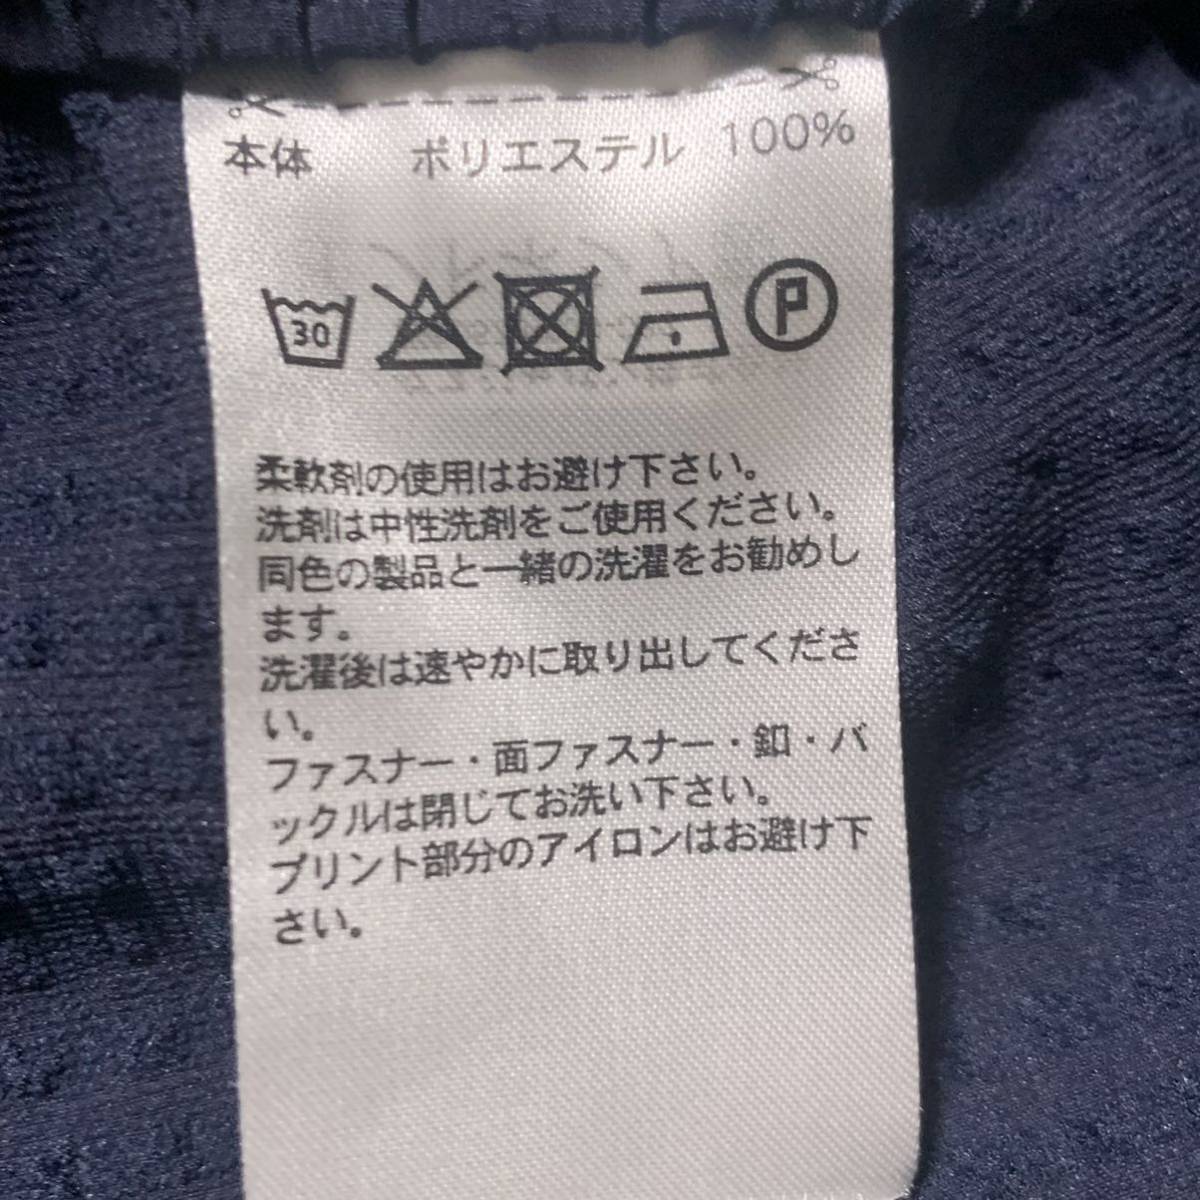 本体 ポリエステル 100%
30 P
柔軟剤の使用はお避け下さい。
洗剤は中性洗剤をご使用ください。
同色の製品と一緒の洗濯をお勧めし
ます。
洗濯後は速やかに取り出してくださ
い。
ファスナー・面ファスナー・釦・バ
ックルは閉じてお洗い下さい。
プリント部分のアイロンはお避け下
さい。